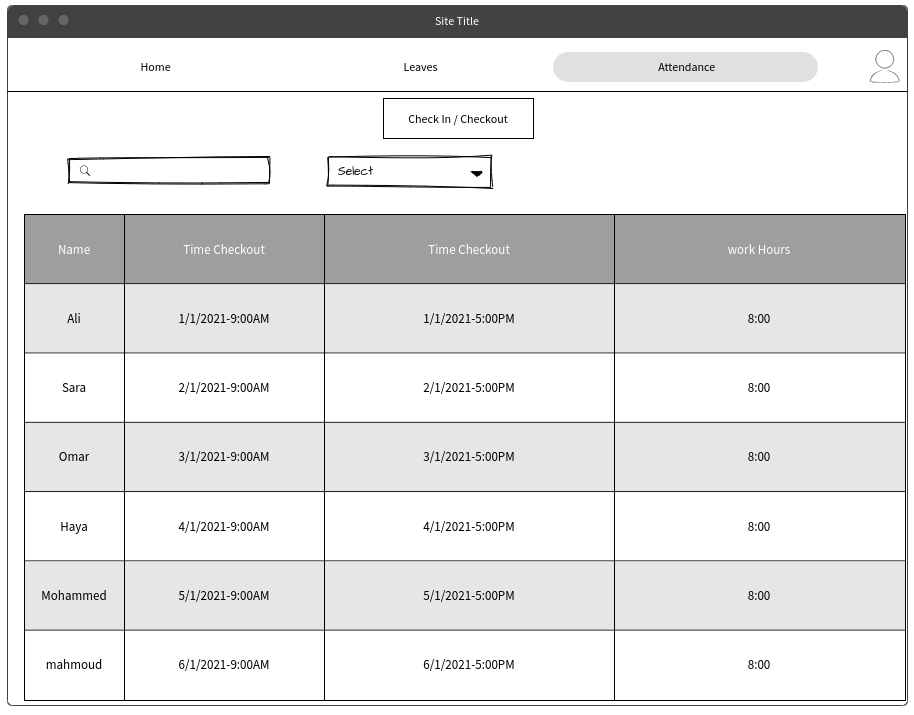 Site Title
Home Leaves Attendance
Check In / Checkout
Select
Name Time Checkout Time Checkout work Hours
Ali 1/1/2021-9:00AM 1/1/2021-5:00PM 8:00
Sara 2/1/2021-9:00AM 2/1/2021-5:00PM 8:00
Omar 3/1/2021-9:00AM 3/1/2021-5:00PM 8:00
Haya 4/1/2021-9:00AM 4/1/2021-5:00PM 8:00
Mohammed 5/1/2021-9:00AM 5/1/2021-5:00PM 8:00
mahmoud 6/1/2021-9:00AM 6/1/2021-5:00PM 8:00